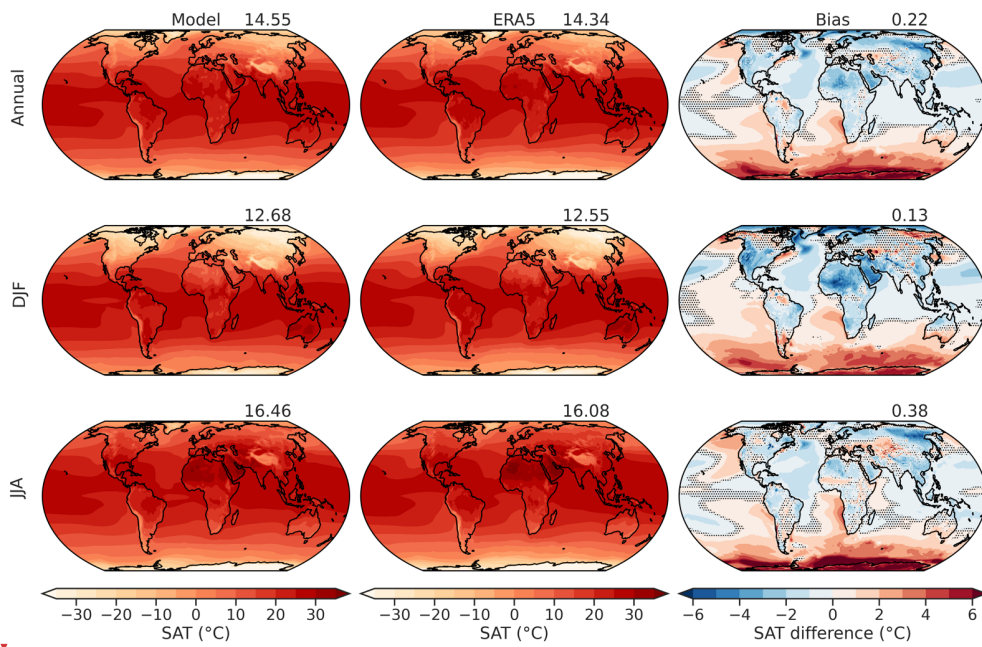 Model 14.55 ERA5 14.34 Bias 0.22
Annual
12.68 12.55 0.13
DJF
16.46 16.08 0.38
JJA
−30 −20 −10 0 10 20 30 −30 −20 −10 0 10 20 30 −6 −4 −2 0 2 4 6
SAT (°C) SAT (°C) SAT difference (°C)